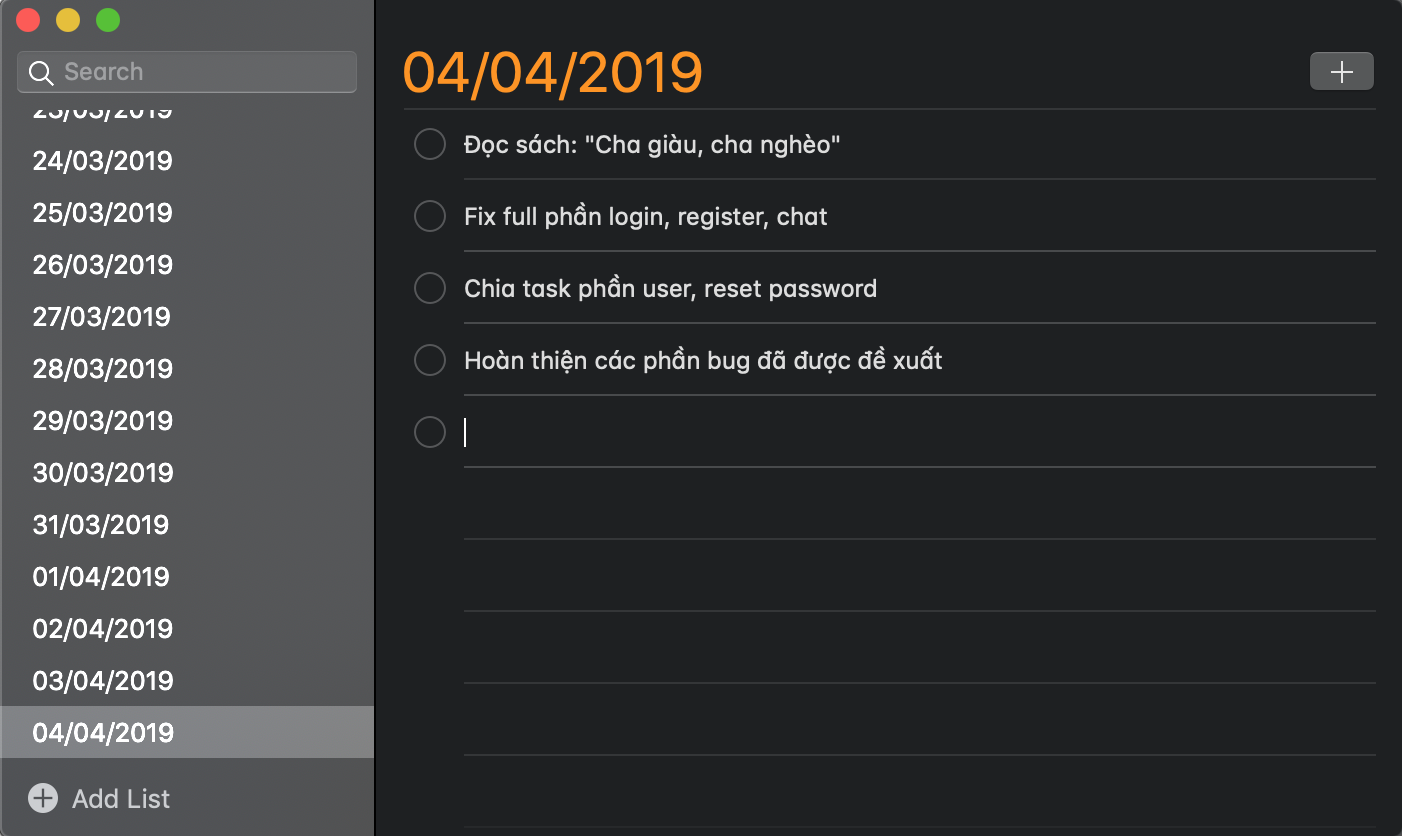 Search
23/03/2019
24/03/2019
25/03/2019
26/03/2019
27/03/2019
28/03/2019
29/03/2019
30/03/2019
31/03/2019
01/04/2019
02/04/2019
03/04/2019
04/04/2019
Add List
04/04/2019
Đọc sách: "Cha giàu, cha nghèo"
Fix full phần login, register, chat
Chia task phần user, reset password
Hoàn thiện các phần bug đã được đề xuất